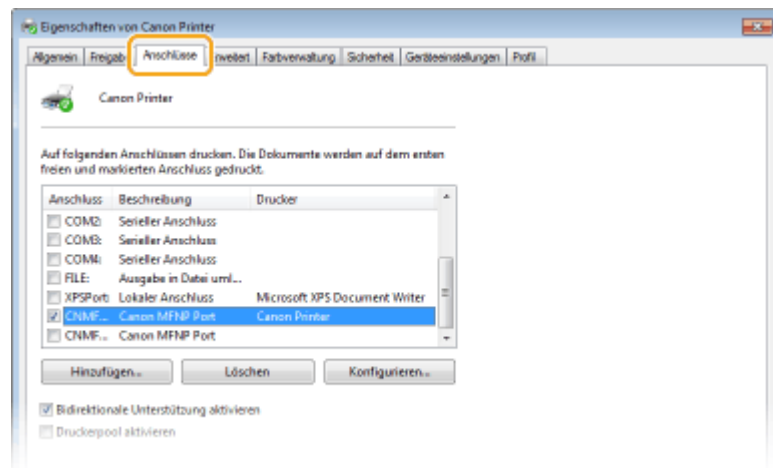 Eigenschaften von Canon Printer
Allgemein Freigab Anschlüsse rweitert Farbverwaltung Sicherheit Geräteeinstellungen Profil
Canon Printer
Auf folgenden Anschlüssen drucken. Die Dokumente werden auf dem ersten
freien und markierten Anschluss gedruckt.
Anschluss Beschreibung Drucker
COM2: Serieller Anschluss
COM3: Serieller Anschluss
COM4: Serieller Anschluss
FILE: Ausgabe in Datei uml...
XPSPort: Lokaler Anschluss Microsoft XPS Document Writer
CNMF... Canon MFNP Port Canon Printer
CNMF... Canon MFNP Port
Hinzufügen... Löschen Konfigurieren...
Bidirektionale Unterstützung aktivieren
Druckerpool aktivieren